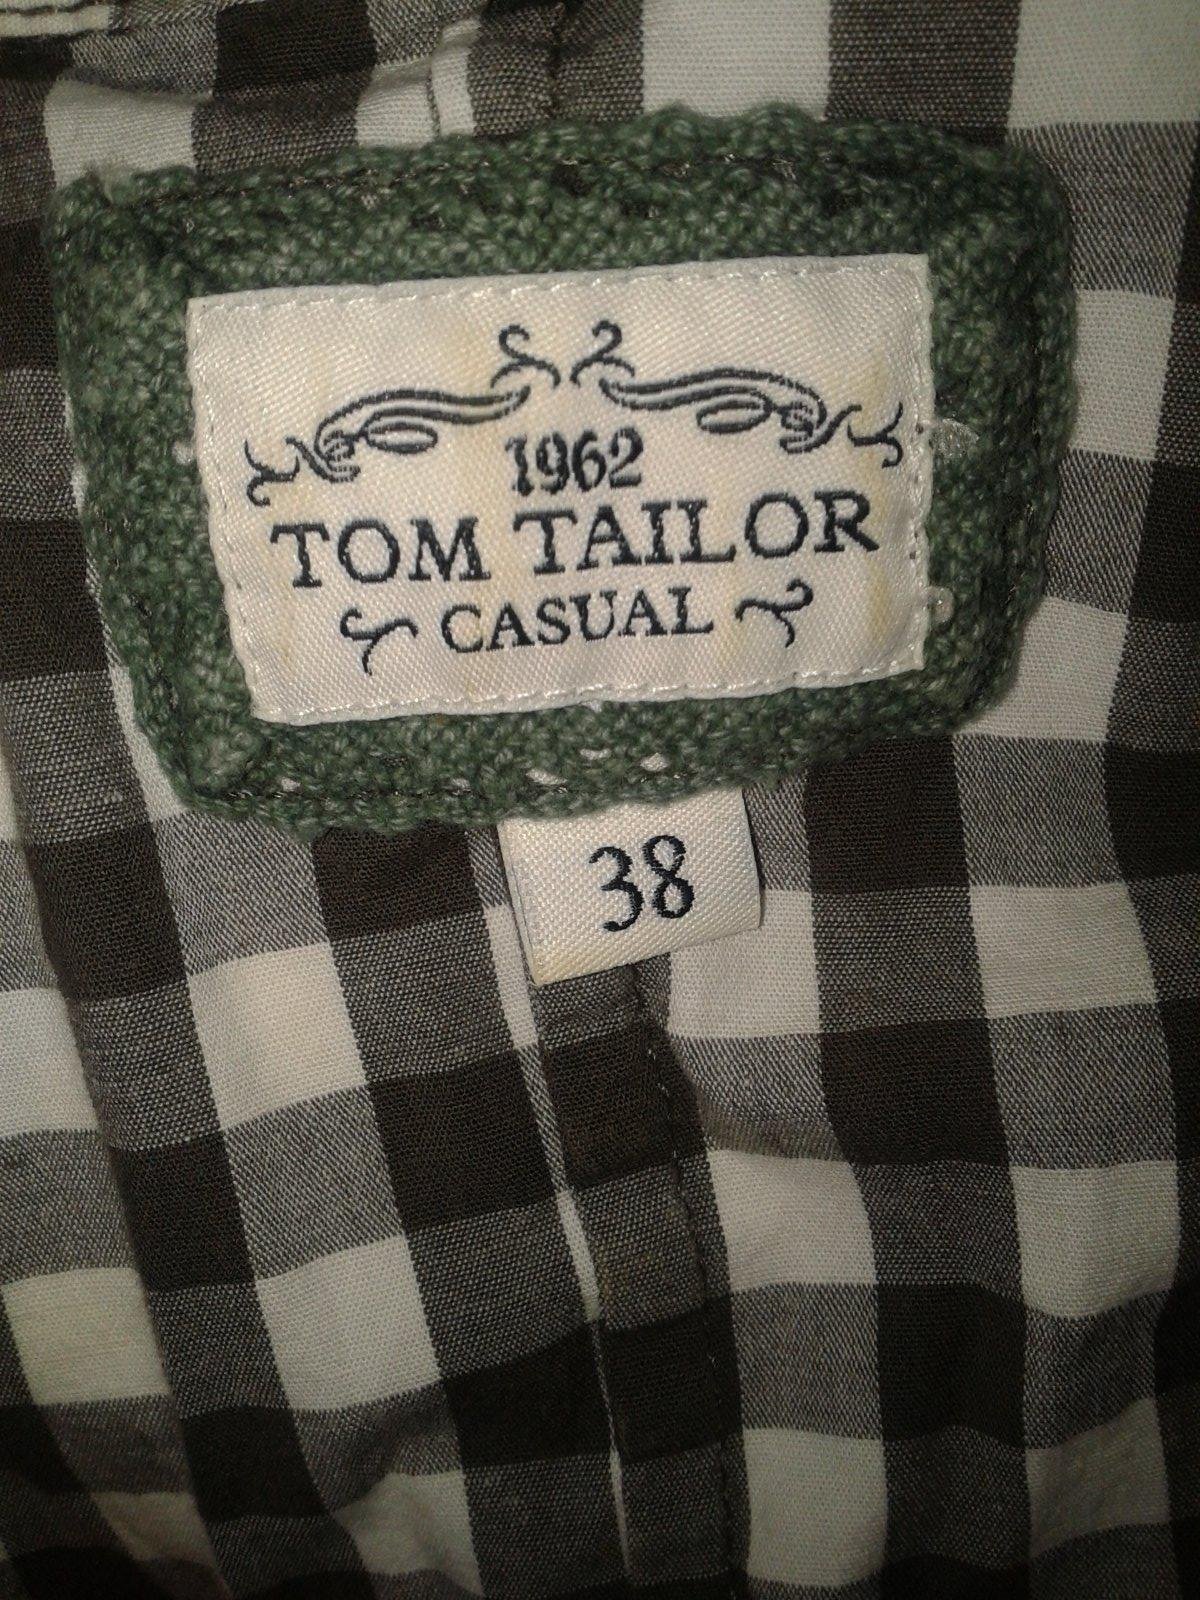 1962
TOM TAILOR
CASUAL
38